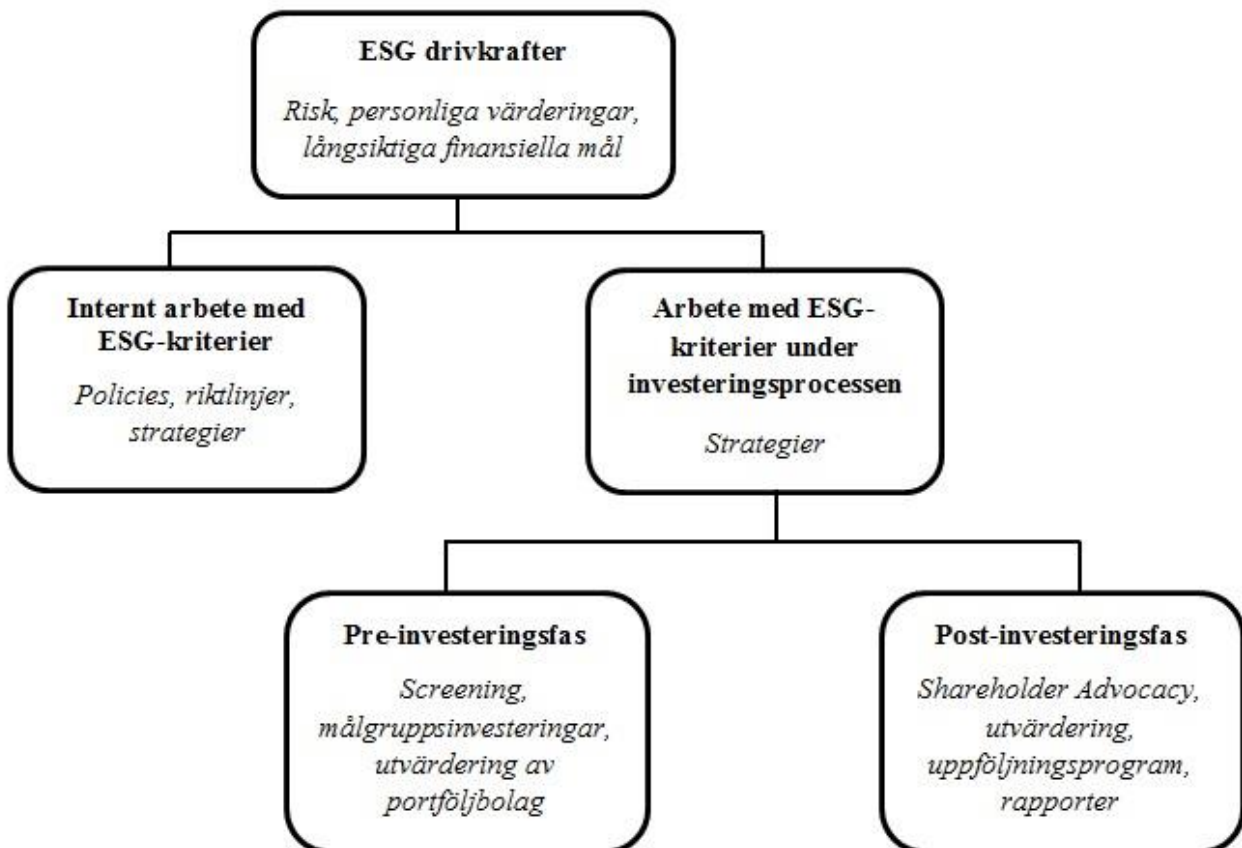 ESG drivkrafter
Risk, personliga värderingar,
långsiktiga finansiella mål
Internt arbete med
ESG-kriterier
Policies, riktlinjer,
strategier
Arbete med ESG-
kriterier under
investeringsprocessen
Strategier
Pre-investeringsfas
Screening,
målgruppsinvesteringar,
utvärdering av
portföljbolag
Post-investeringsfas
Shareholder Advocacy,
utvärdering,
uppföljningsprogram,
rapporter